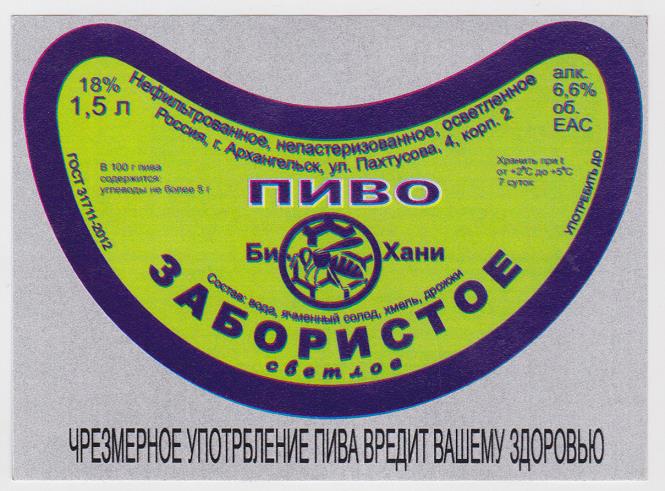 18%
1,5 л
Нефильтрованное, непастеризованное, осветленное
Россия, г. Архангельск, ул. Пахтусова, 4, корп. 2
алк.
6,6%
об.
ЕАС
ГОСТ 31711-2012
В 100 г пива
содержится:
углеводы не более 5 г
Хранить при t
от +2°С до +5°С
7 суток
УПОТРЕБИТЬ ДО
ПИВО
Би Хани
Состав: вода, ячменный солод, хмель, дрожжи
ЗАБОРИСТОЕ
светлое
ЧРЕЗМЕРНОЕ УПОТРБЛЕНИЕ ПИВА ВРЕДИТ ВАШЕМУ ЗДОРОВЬЮ